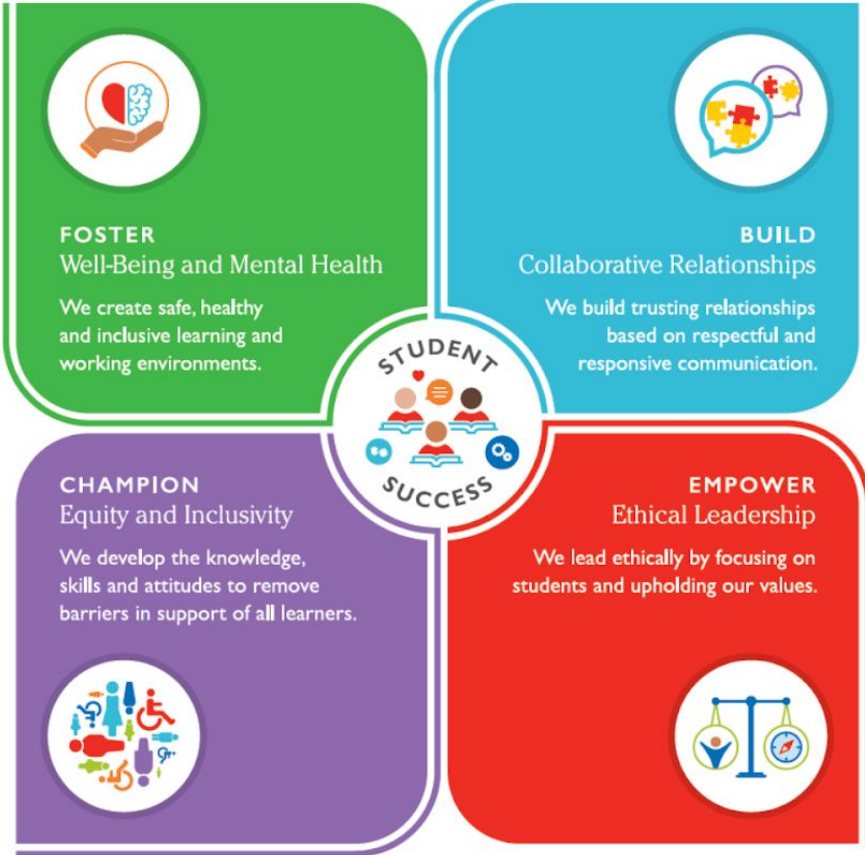 FOSTER
Well-Being and Mental Health
We create safe, healthy
and inclusive learning and
working environments.
BUILD
Collaborative Relationships
We build trusting relationships
based on respectful and
responsive communication.
STUDENT
SUCCESS
CHAMPION
Equity and Inclusivity
We develop the knowledge,
skills and attitudes to remove
barriers in support of all learners.
EMPOWER
Ethical Leadership
We lead ethically by focusing on
students and upholding our values.